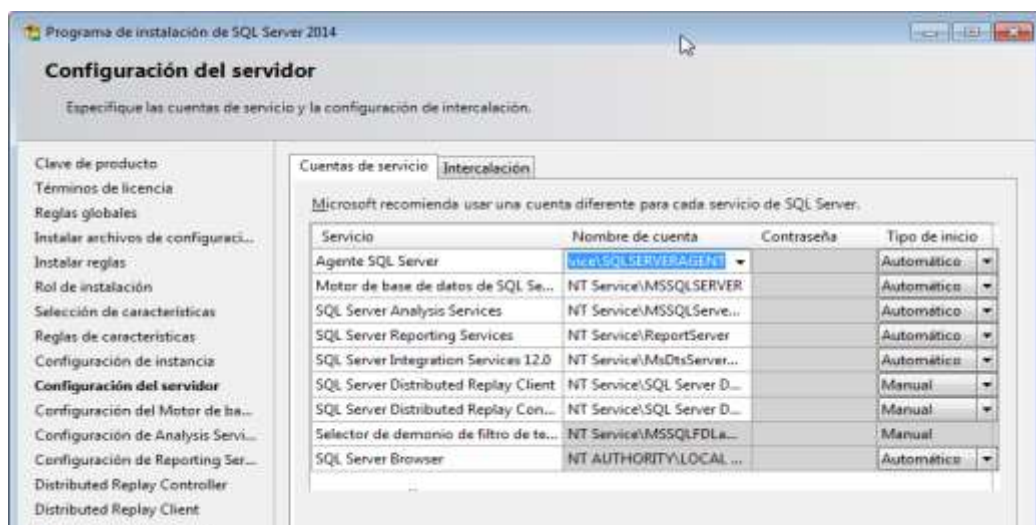 Programa de instalación de SQL Server 2014
Configuración del servidor
Especifique las cuentas de servicio y la configuración de intercalación.
Clave de producto
Términos de licencia
Reglas globales
Instalar archivos de configuraci...
Instalar reglas
Rol de instalación
Selección de características
Reglas de características
Configuración de instancia
Configuración del servidor
Configuración del Motor de ba...
Configuración de Analysis Servi...
Configuración de Reporting Ser...
Distributed Replay Controller
Distributed Replay Client
Cuentas de servicio Intercalación
Microsoft recomienda usar una cuenta diferente para cada servicio de SQL Server.
Servicio Nombre de cuenta Contraseña Tipo de inicio
Agente SQL Server vice\SQLSERVERAGENT Automático
Motor de base de datos de SQL Se... NT Service\MSSQLSERVER Automático
SQL Server Analysis Services NT Service\MSSQLServe... Automático
SQL Server Reporting Services NT Service\ReportServer Automático
SQL Server Integration Services 12.0 NT Service\MsDtsServer... Automático
SQL Server Distributed Replay Client NT Service\SQL Server D... Manual
SQL Server Distributed Replay Con... NT Service\SQL Server D... Manual
Selector de demonio de filtro de te... NT Service\MSSQLFDLa... Manual
SQL Server Browser NT AUTHORITY\LOCAL ... Automático